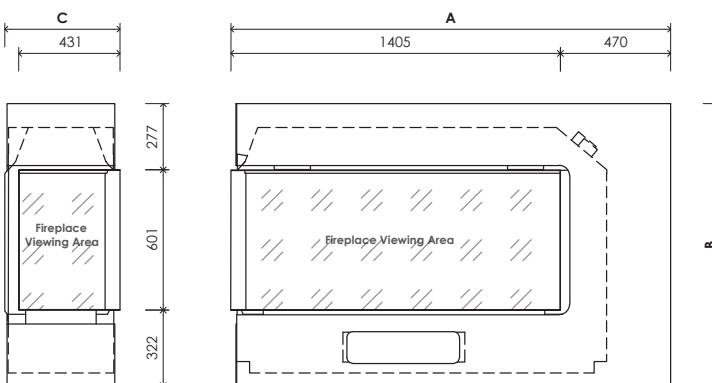 C
A
431
1405
470
277
601
322
Fireplace
Viewing Area
Fireplace Viewing Area
B